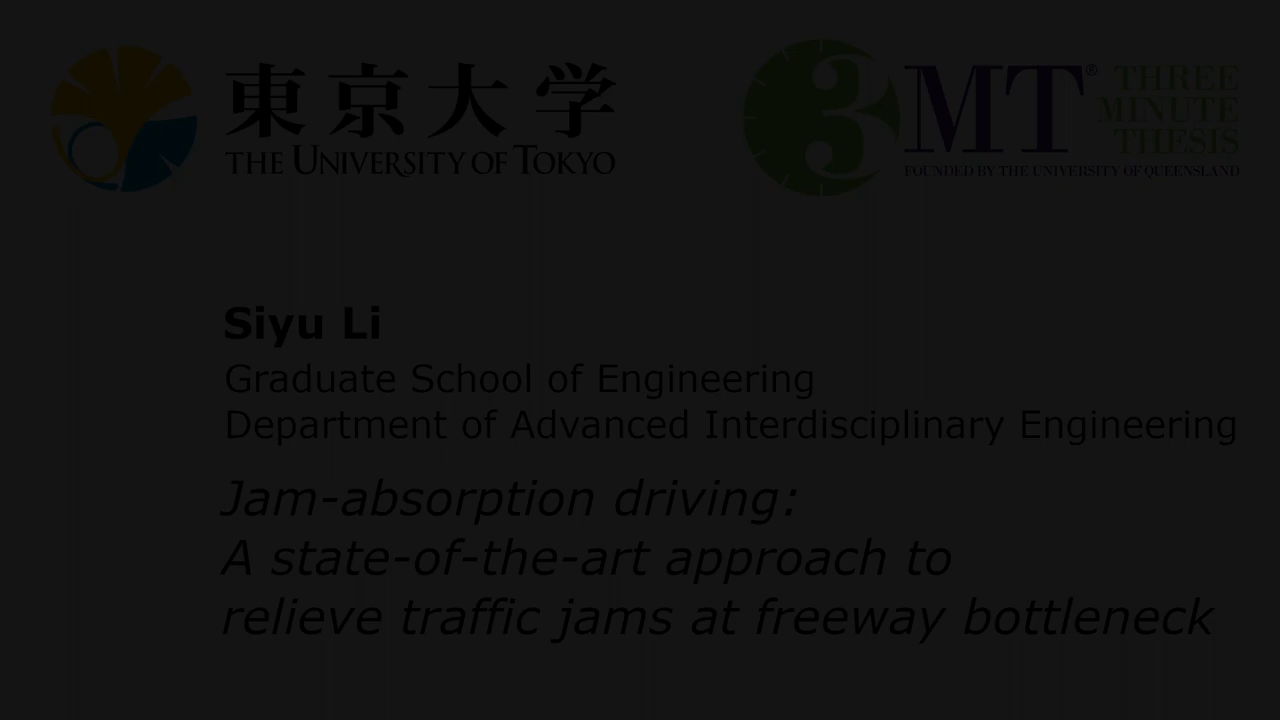 東京大学
THE UNIVERSITY OF TOKYO
3MT®
THREE
MINUTE
THESIS
FOUNDED BY THE UNIVERSITY OF QUEENSLAND
Siyu Li
Graduate School of Engineering
Department of Advanced Interdisciplinary Engineering
Jam-absorption driving:
A state-of-the-art approach to
relieve traffic jams at freeway bottleneck